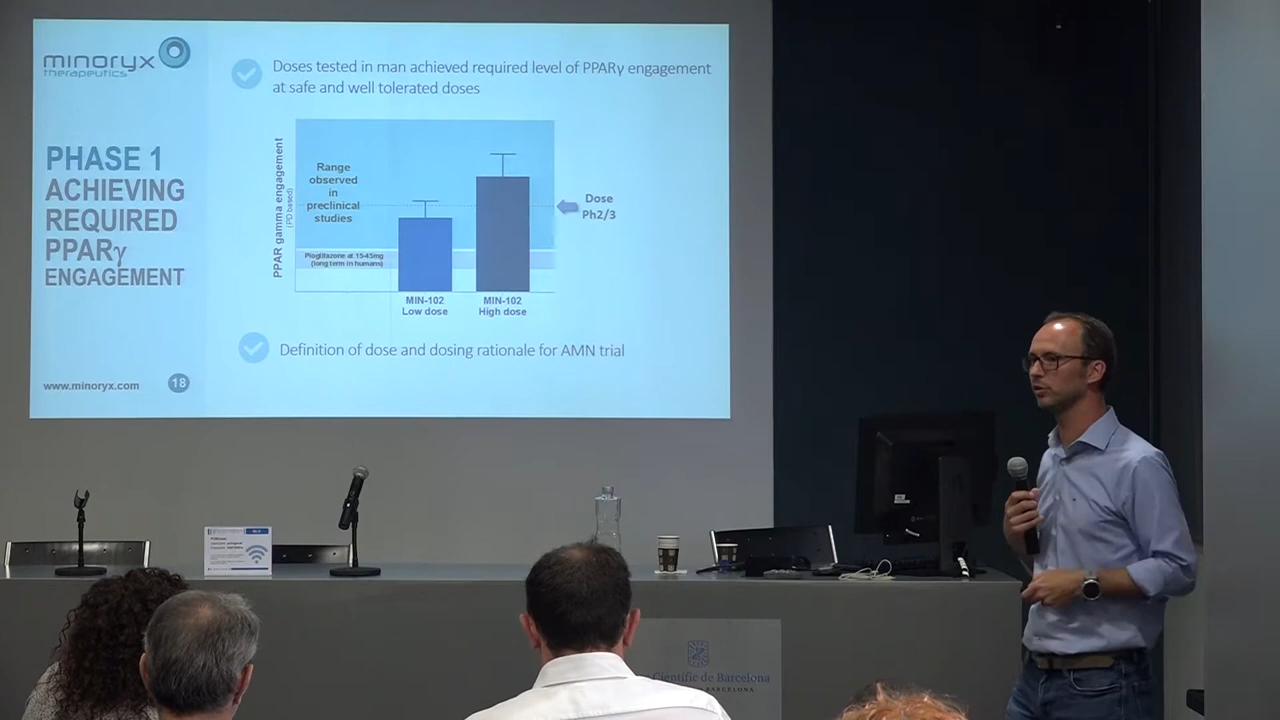 minoryx
therapeutics
PHASE 1
ACHIEVING
REQUIRED
PPARγ
ENGAGEMENT
www.minoryx.com
18
Doses tested in man achieved required level of PPARγ engagement
at safe and well tolerated doses
PPAR gamma engagement
(PD based)
Range
observed
in
preclinical
studies
Pioglitazone at 15-45mg
(long term in humans)
Dose
Ph2/3
MIN-102
Low dose
MIN-102
High dose
Definition of dose and dosing rationale for AMN trial
Científic de Barcelona
BARCELONA